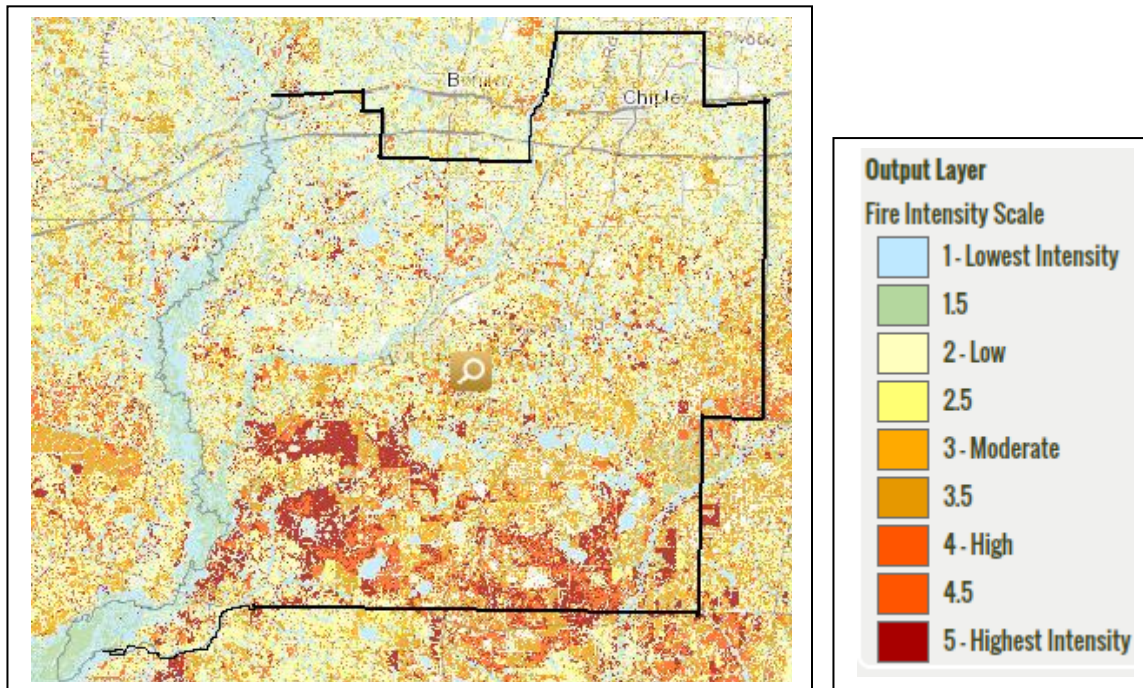 Chipley
Output Layer
Fire Intensity Scale
1 - Lowest Intensity
1.5
2 - Low
2.5
3 - Moderate
3.5
4 - High
4.5
5 - Highest Intensity